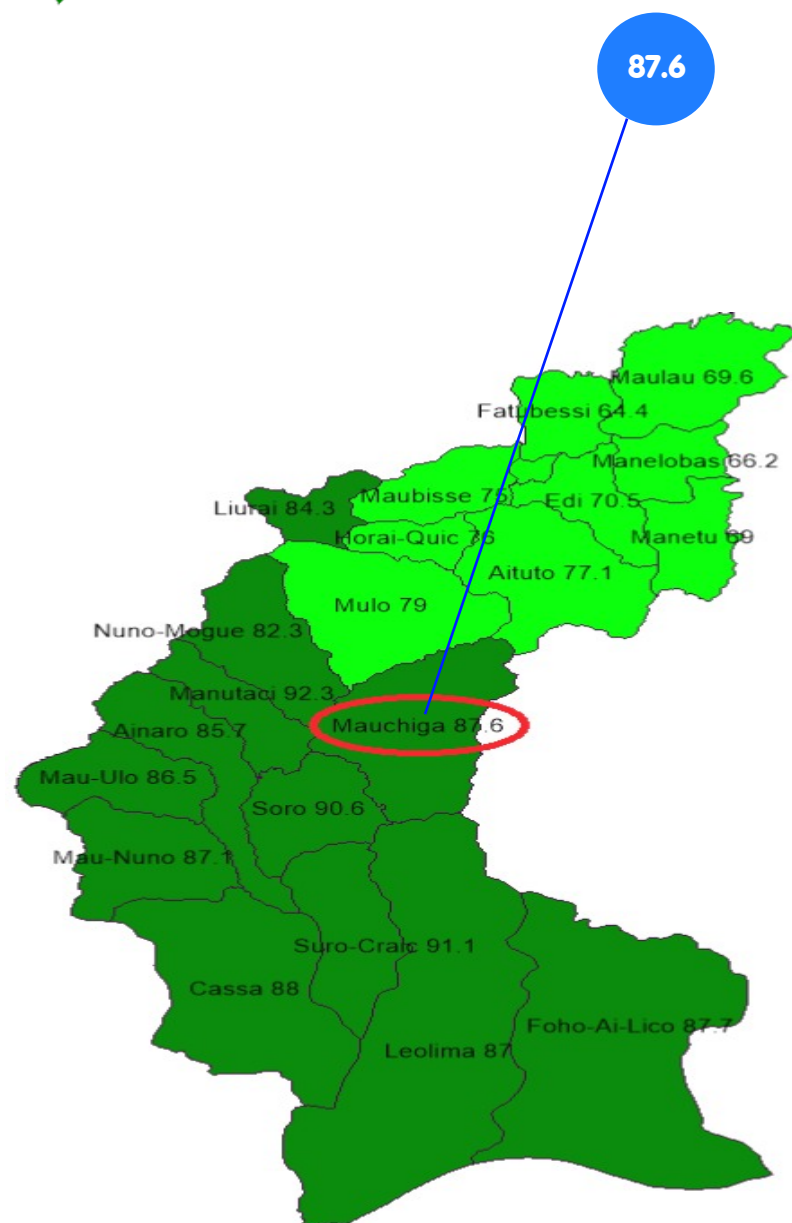 87.6
Maulau 69.6
Fatubessi 64.4
Manelobas 66.2
Maubisse 75
Edi 70.5
Liurai 84.3
Horai-Quic 76
Manetu 69
Aituto 77.1
Mulo 79
Nuno-Mogue 82.3
Manutaci 92.3
Mauchiga 87.6
Ainaro 85.7
Mau-Ulo 86.5
Soro 90.6
Mau-Nuno 87.1
Suro-Craic 91.1
Cassa 88
Foho-Ai-Lico 87.7
Leolima 87